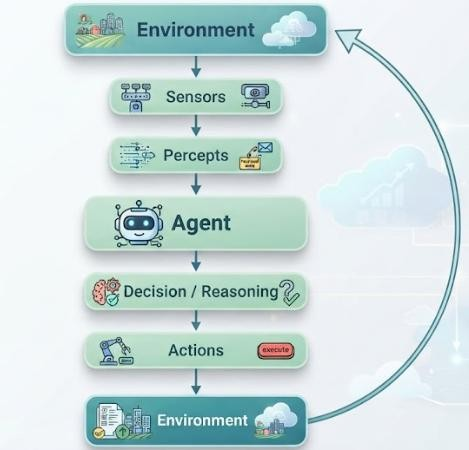 Environment
Sensors
Percepts
Agent
Decision / Reasoning
Actions
execute
Environment